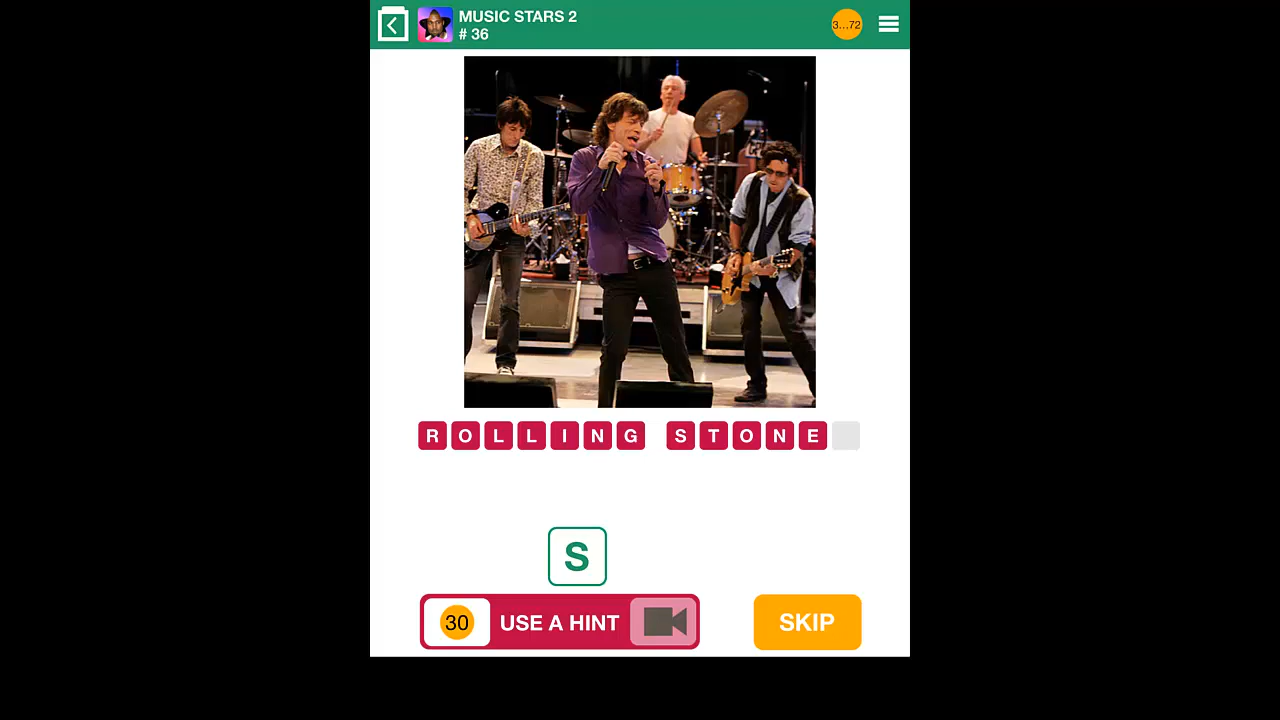 MUSIC STARS 2
# 36
3...72
ROLLING STONE
S
30 USE A HINT SKIP